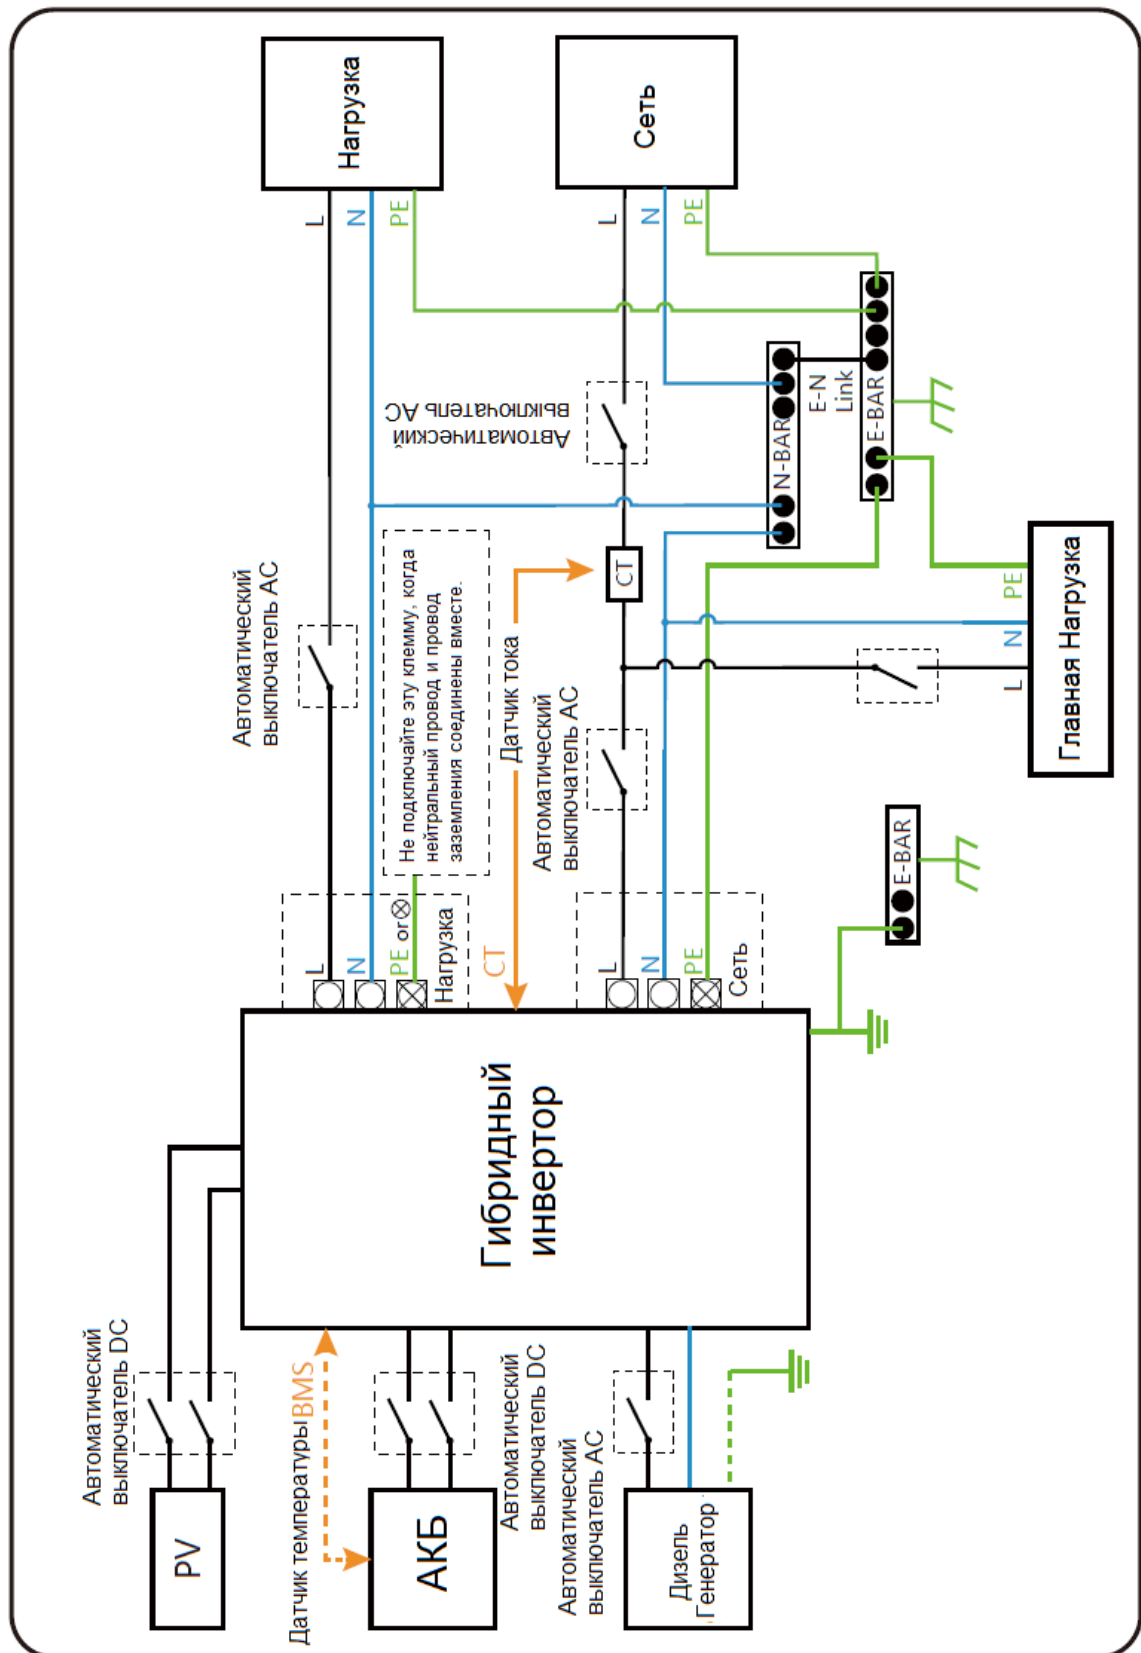 PV
Автоматический
выключатель DC
Датчик температуры
BMS
АКБ
Автоматический
выключатель DC
Дизель
Генератор
Автоматический
выключатель AC
Гибридный
инвертор
L
N
PE or
Нагрузка
CT
L
N
PE
Сеть
Не подключайте эту клемму, когда
нейтральный провод и провод
заземления соединены вместе.
Автоматический
выключатель AC
Датчик тока
Автоматический
выключатель AC
CT
Автоматический
выключатель AC
L
N
PE
Нагрузка
L
N
PE
Сеть
N-BAR
E-N
Link
E-BAR
E-BAR
L
N
PE
Главная Нагрузка